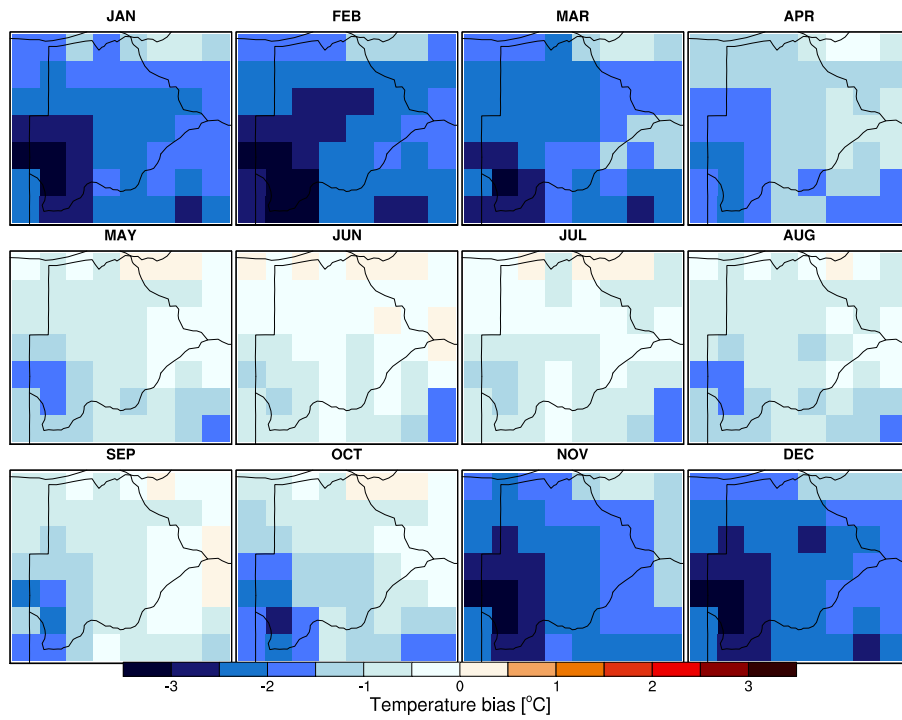 JAN FEB MAR APR
MAY JUN JUL AUG
SEP OCT NOV DEC
-3 -2 -1 0 1 2 3
Temperature bias [°C]